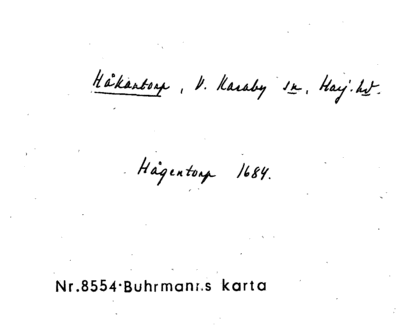 Håkantorp, V. Karaby sn, Harj. hd.
Hågentorp 1684.
Nr.8554 Buhrmanns karta